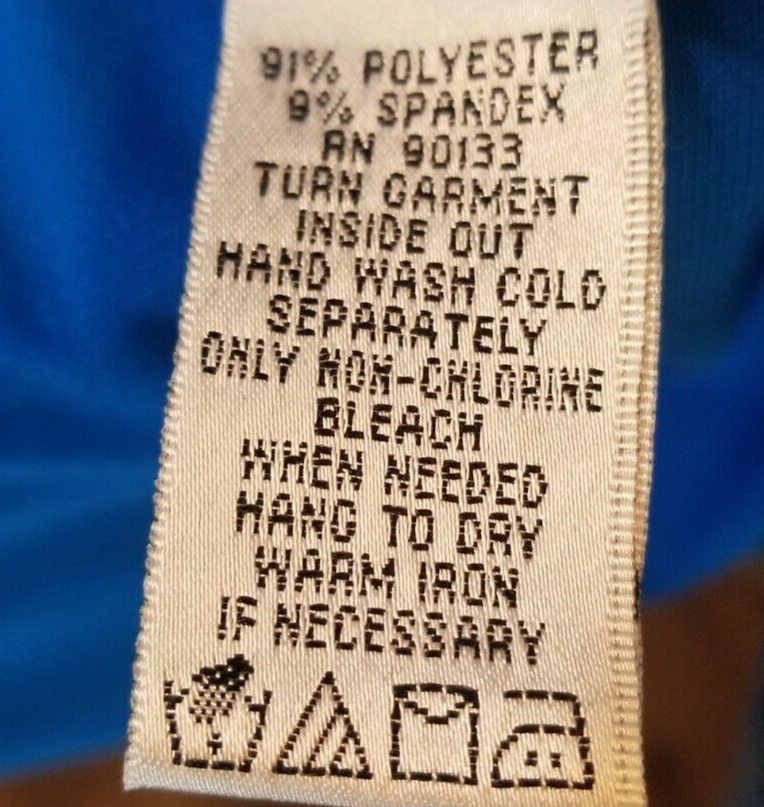 91% POLYESTER
9% SPANDEX
RN 90133
TURN GARMENT
INSIDE OUT
HAND WASH COLD
SEPARATELY
ONLY NON-CHLORINE
BLEACH
WHEN NEEDED
HANG TO DRY
WARM IRON
IF NECESSARY